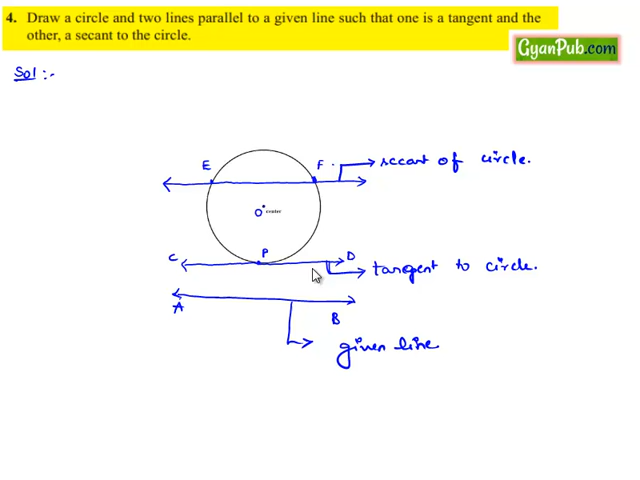 4. Draw a circle and two lines parallel to a given line such that one is a tangent and the
other, a secant to the circle.
GyanPub.com
Sol :-
E
F
secant of circle.
O
center
C
P
D
tangent to circle.
A
B
given line